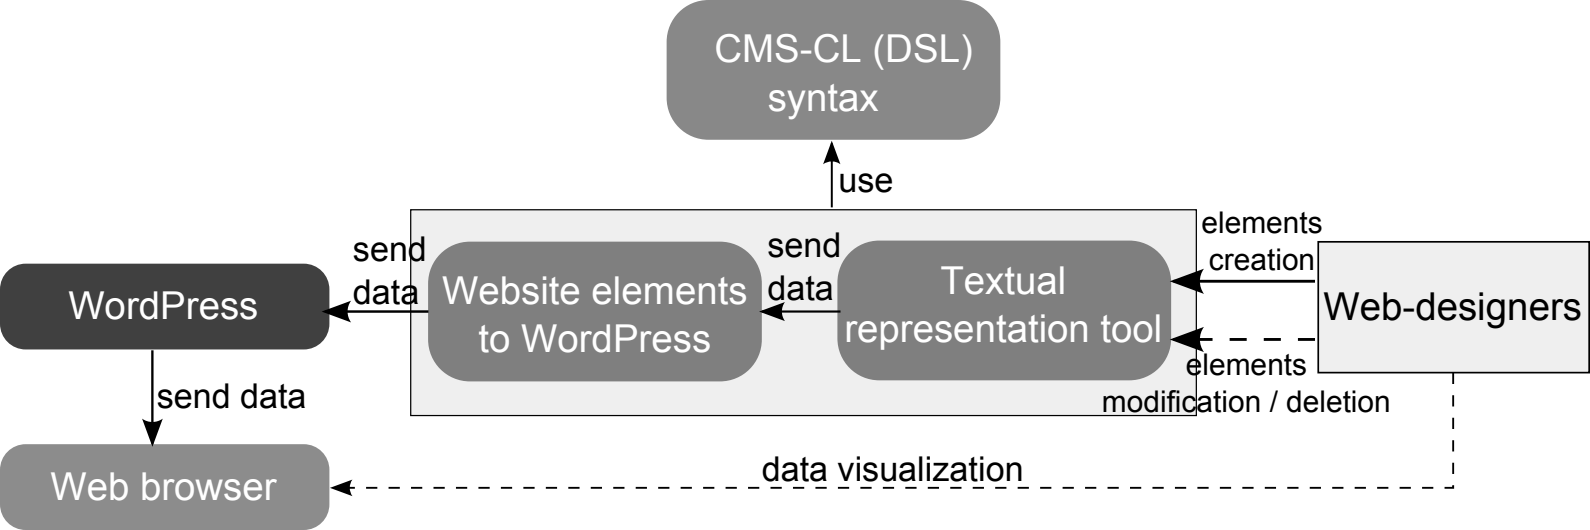 CMS-CL (DSL)
syntax
use
elements
creation
send
data
send
data
Website elements
to WordPress
Textual
representation tool
WordPress
Web-designers
elements
modification / deletion
send data
data visualization
Web browser